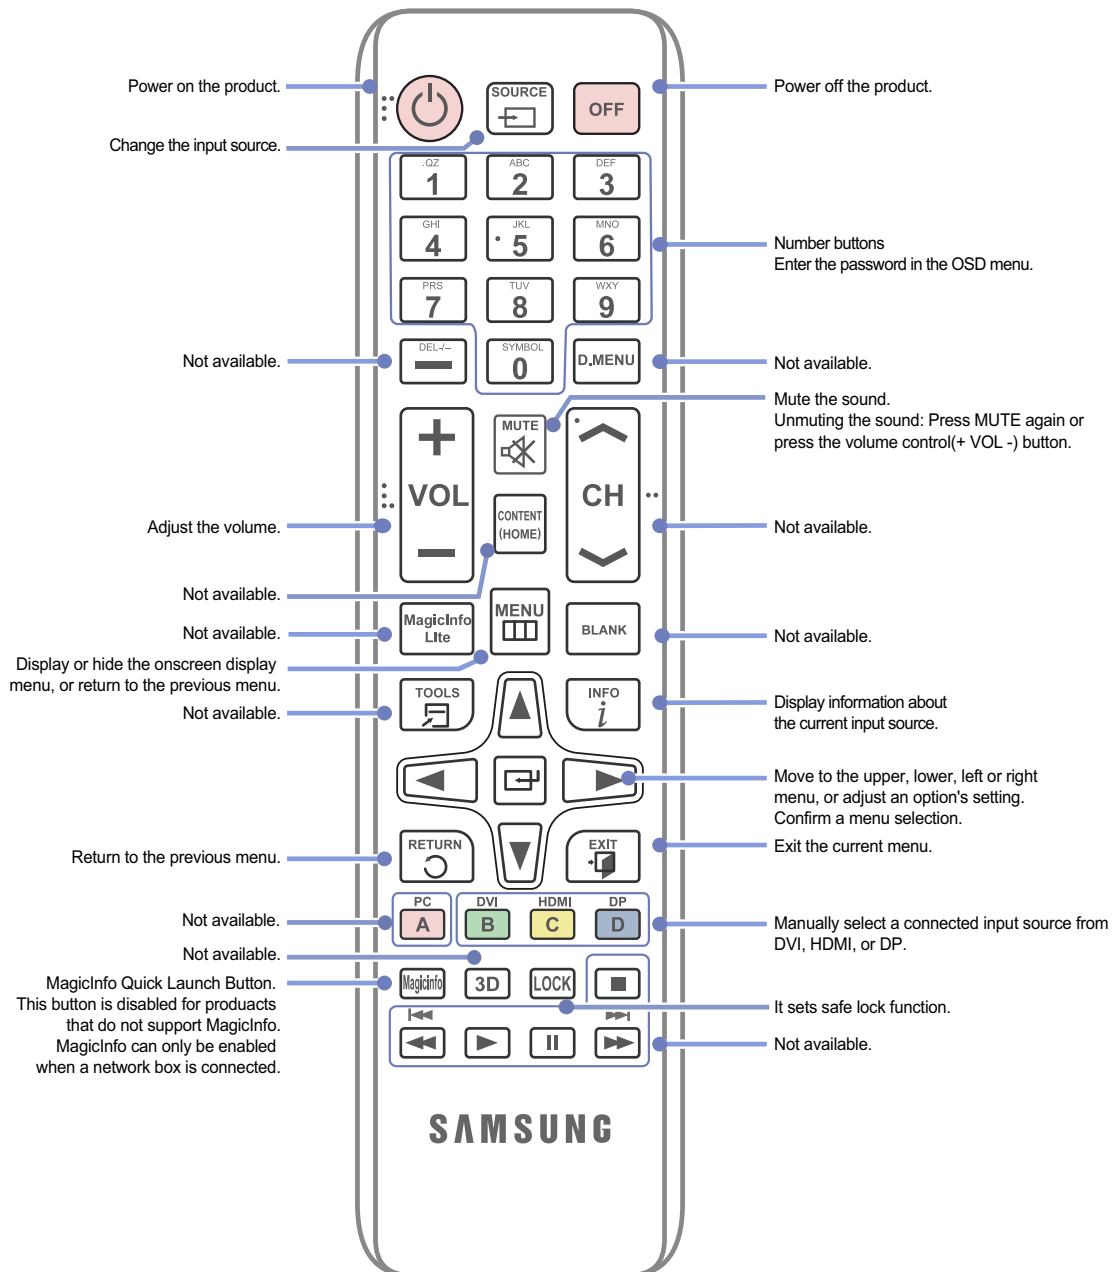 Power on the product.
SOURCE
OFF
Power off the product.
Change the input source.
.QZ
1
ABC
2
DEF
3
GHI
4
JKL
5
MNO
6
Number buttons
Enter the password in the OSD menu.
PRS
7
TUV
8
WXY
9
Not available.
DEL-/--
SYMBOL
0
D.MENU
Not available.
Mute the sound.
Unmuting the sound: Press MUTE again or
press the volume control(+ VOL -) button.
MUTE
VOL
CH
Adjust the volume.
CONTENT
(HOME)
Not available.
Not available.
Not available.
MagicInfo
Lite
MENU
BLANK
Not available.
Display or hide the onscreen display
menu, or return to the previous menu.
Not available.
TOOLS
INFO
i
Display information about
the current input source.
Move to the upper, lower, left or right
menu, or adjust an option's setting.
Confirm a menu selection.
Return to the previous menu.
RETURN
EXIT
Exit the current menu.
Not available.
PC
A
DVI
B
HDMI
C
DP
D
Manually select a connected input source from
DVI, HDMI, or DP.
Not available.
MagicInfo Quick Launch Button.
This button is disabled for produacts
that do not support MagicInfo.
MagicInfo can only be enabled
when a network box is connected.
Magicinfo
3D
LOCK
It sets safe lock function.
Not available.
SAMSUNG